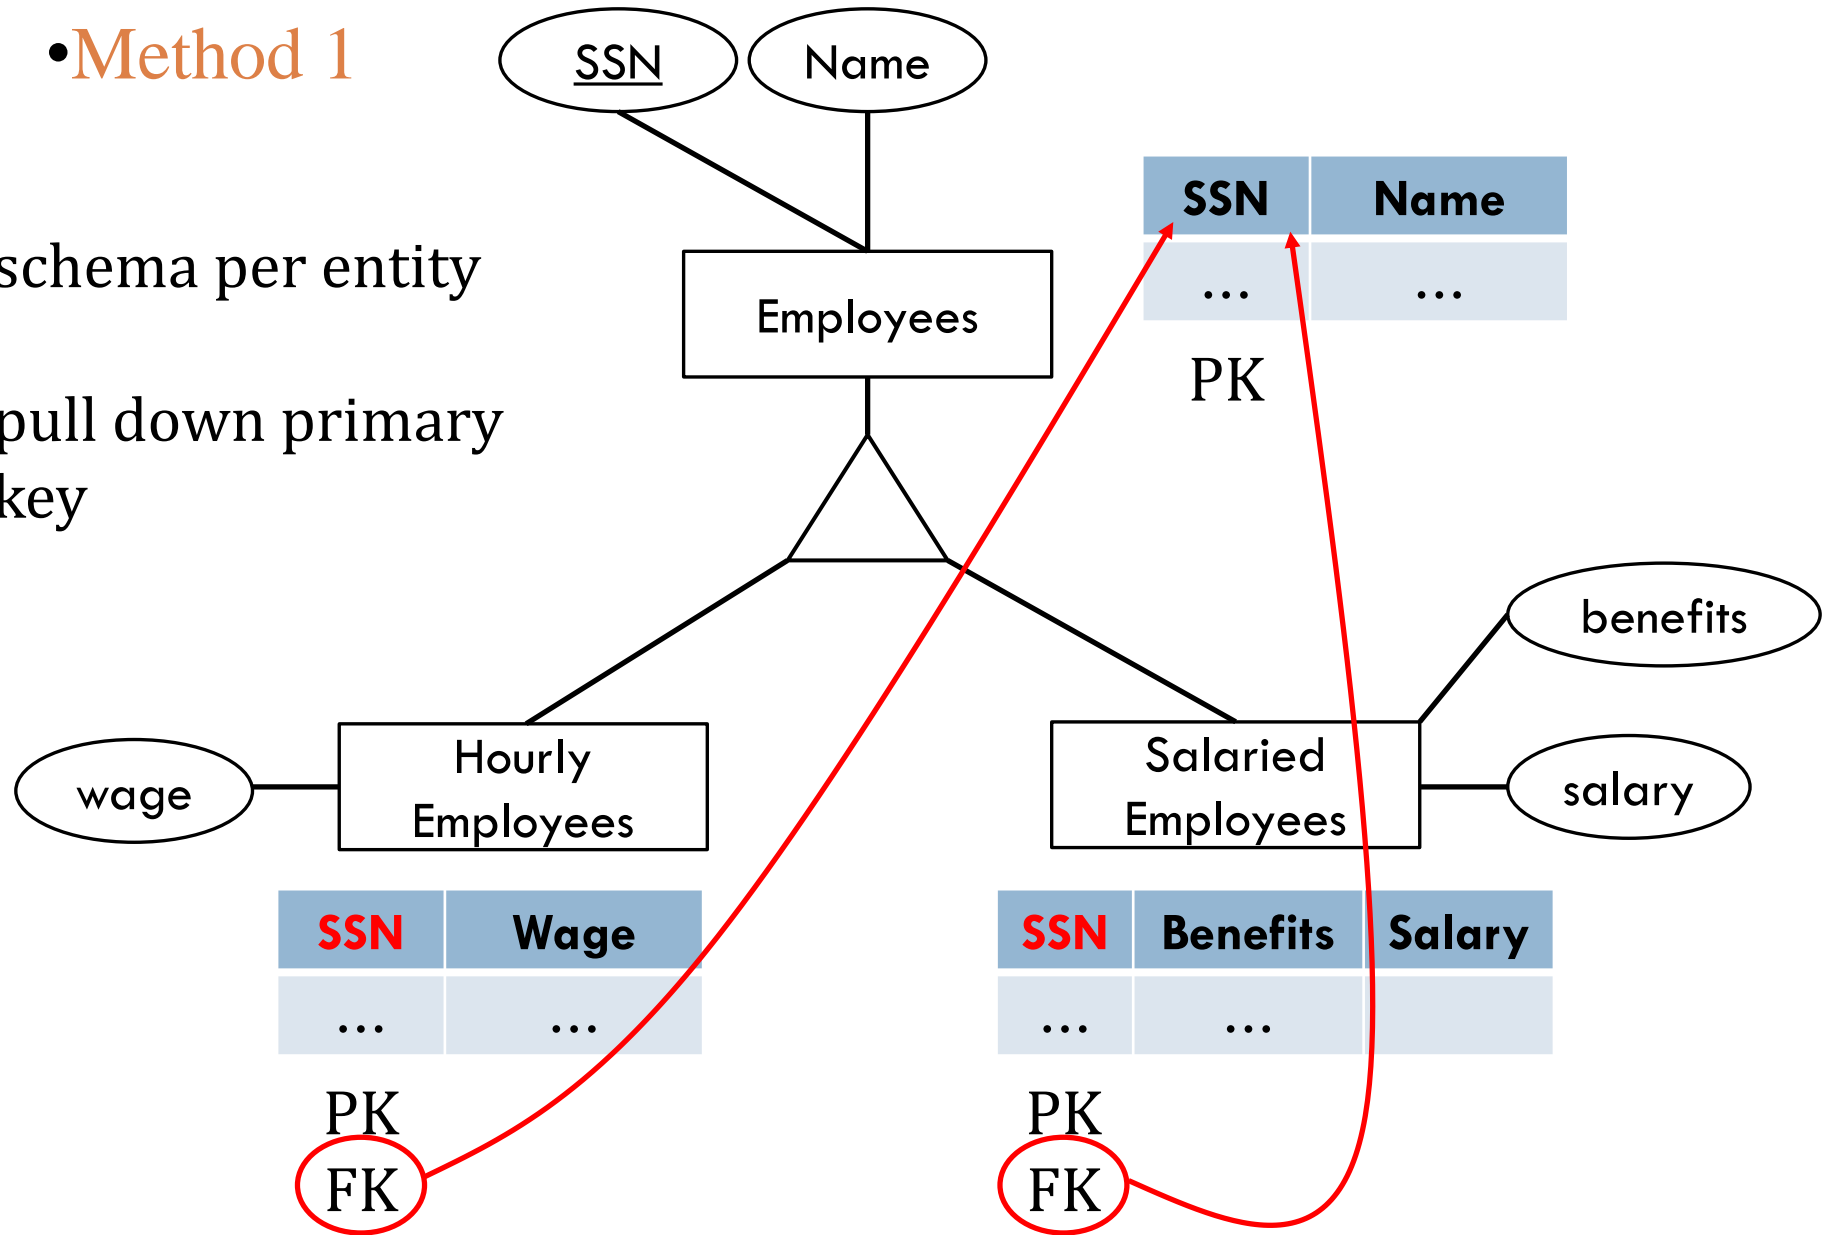 •Method 1
SSN
Name
SSN Name
... ...
PK
schema per entity
pull down primary
key
Employees
benefits
salary
wage
Hourly
Employees
Salaried
Employees
SSN Wage
... ...
PK
FK
SSN Benefits Salary
... ...
PK
FK